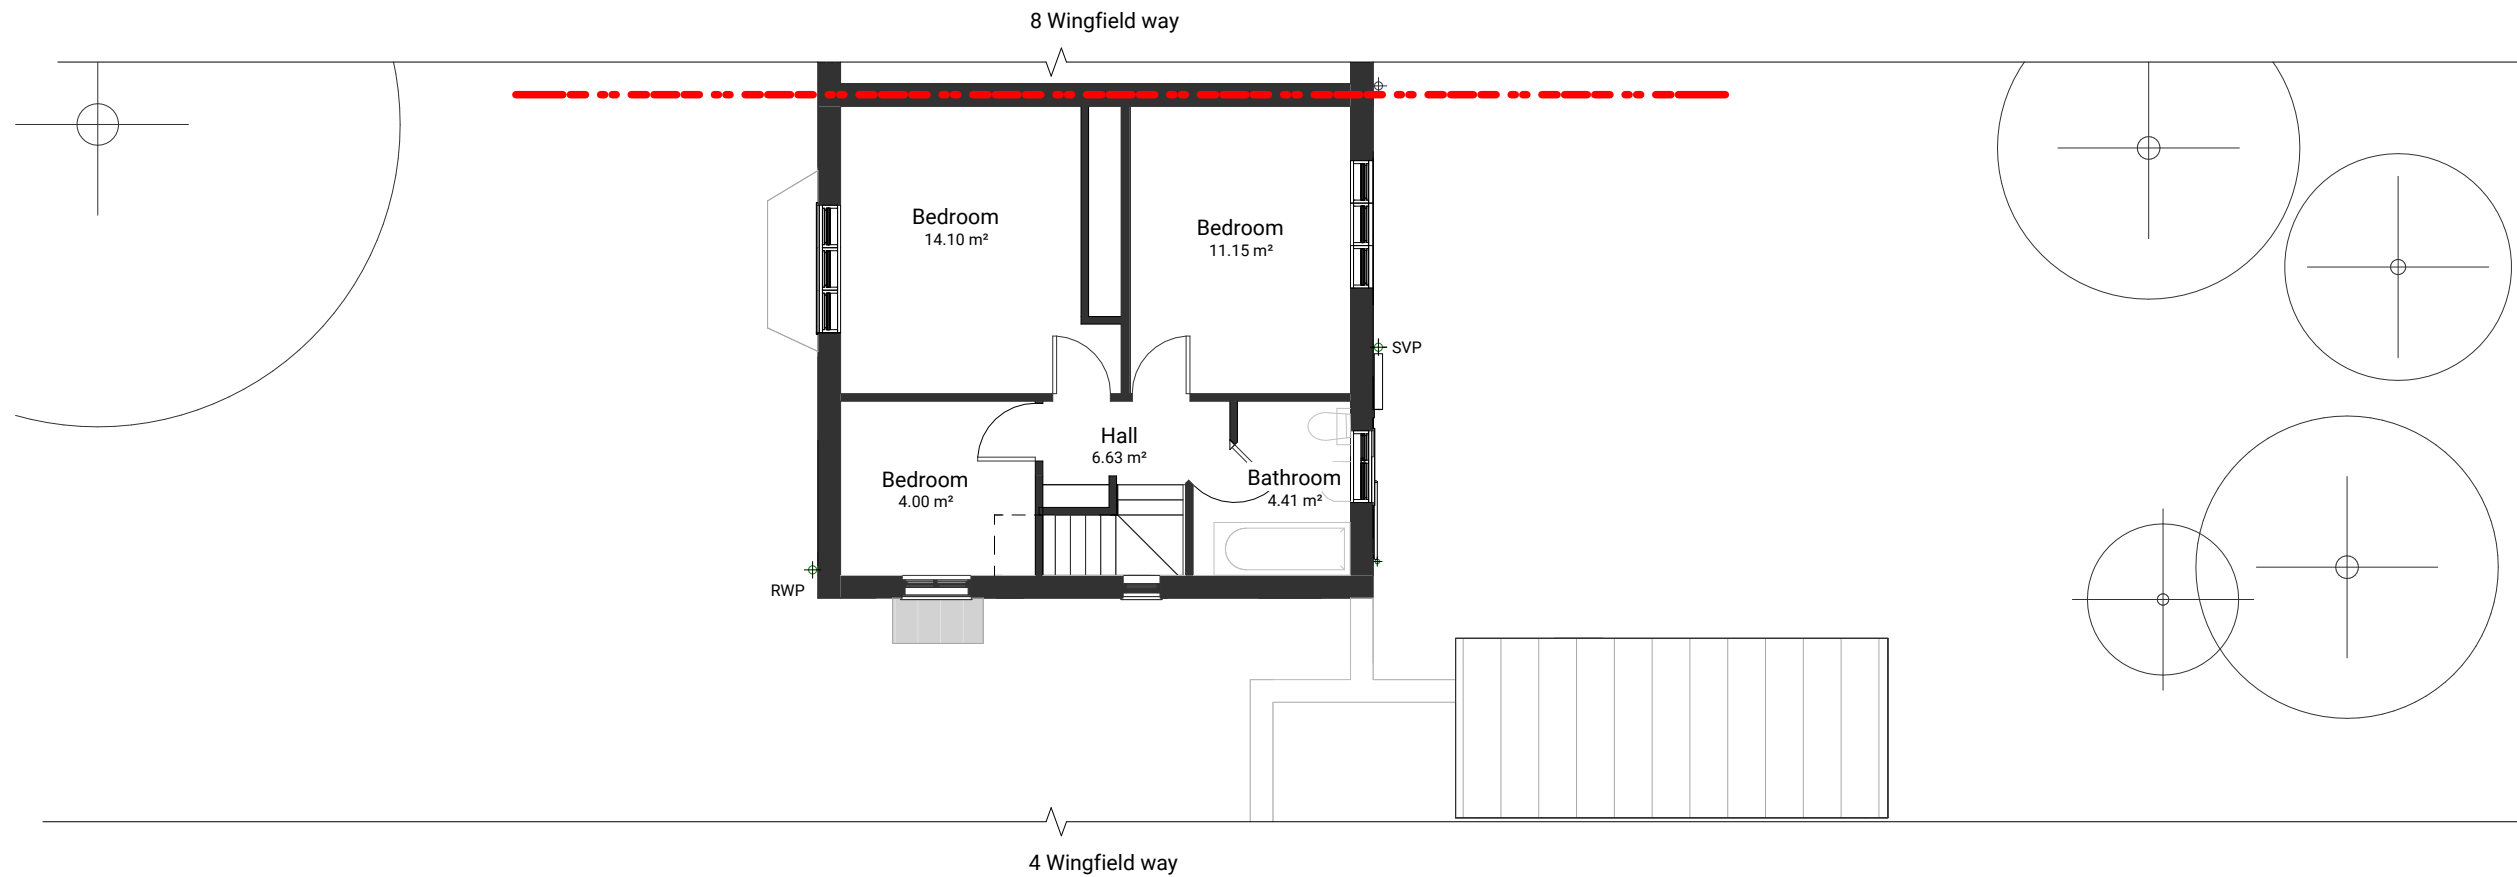 8 Wingfield way
Bedroom
14.10 m²
Bedroom
11.15 m²
SVP
Hall
6.63 m²
Bedroom
4.00 m²
Bathroom
4.41 m²
RWP
4 Wingfield way